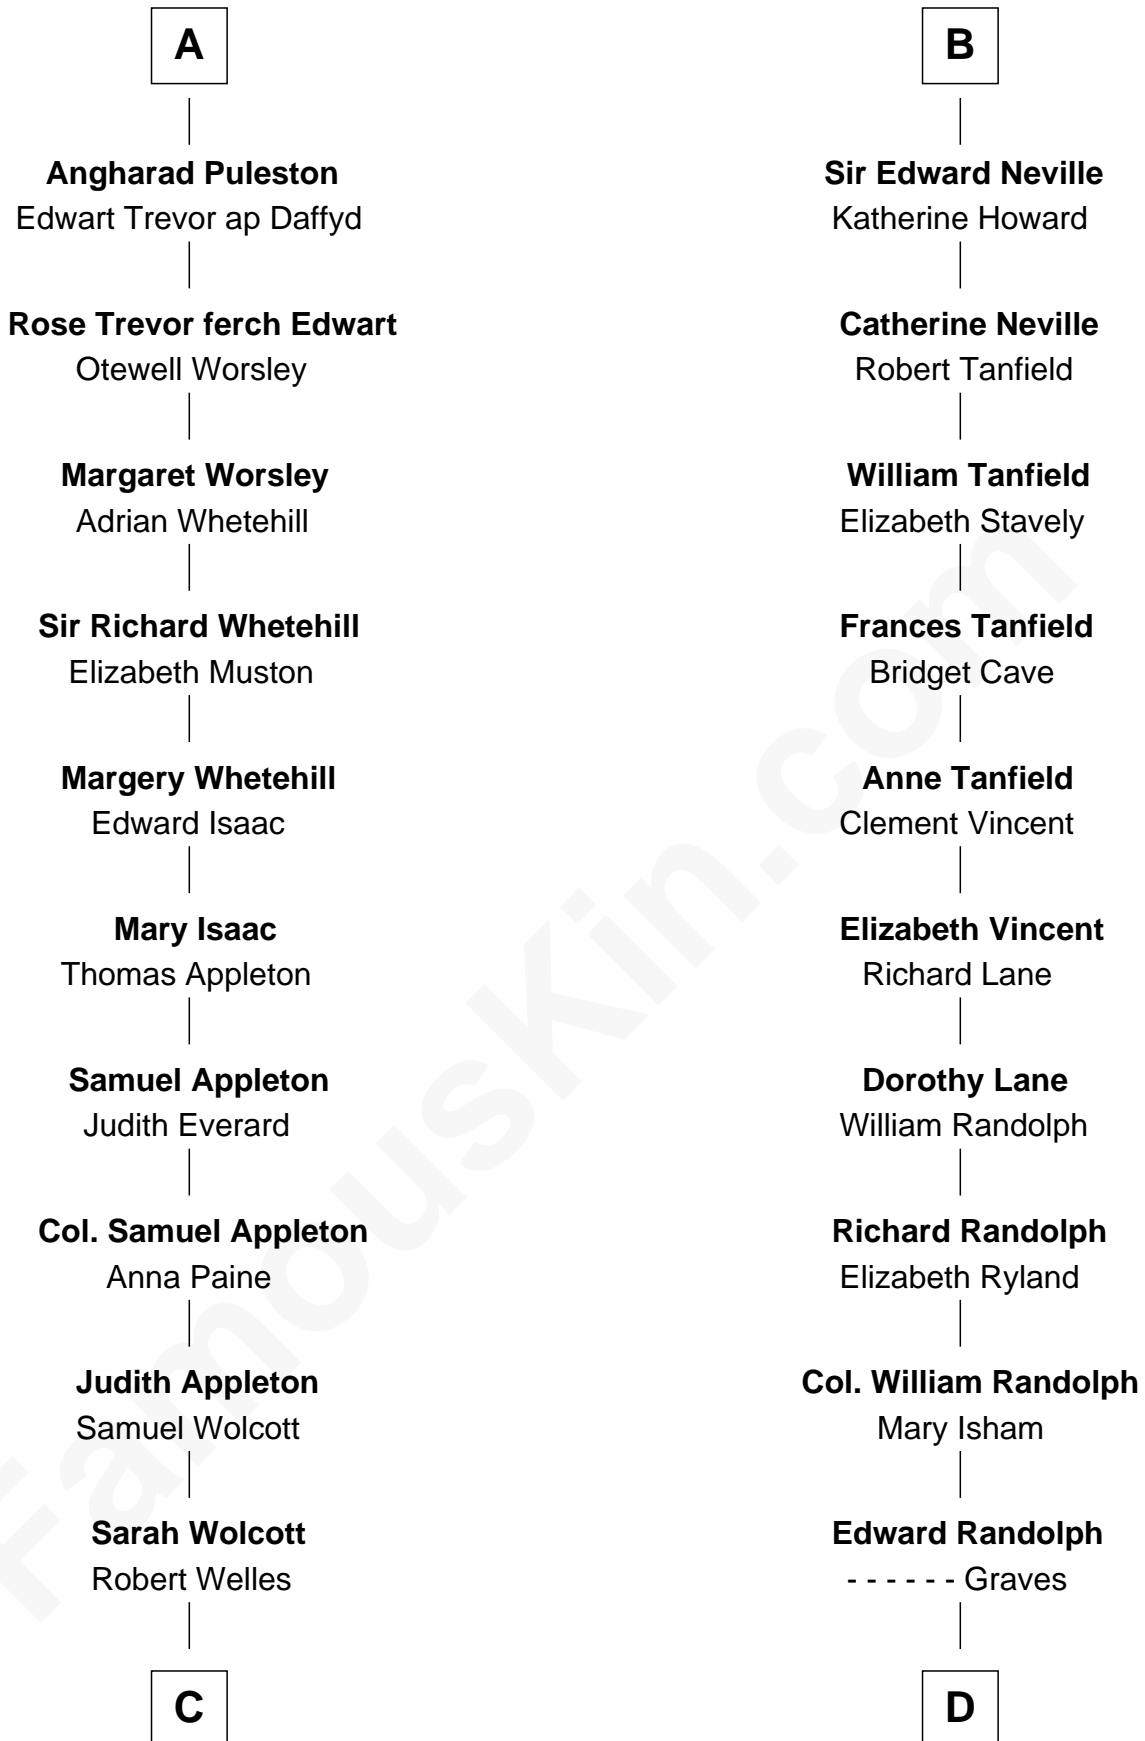 A
Angharad Puleston
Edwart Trevor ap Daffyd
Rose Trevor ferch Edwart
Otewell Worsley
Margaret Worsley
Adrian Whetehill
Sir Richard Whetehill
Elizabeth Muston
Margery Whetehill
Edward Isaac
Mary Isaac
Thomas Appleton
Samuel Appleton
Judith Everard
Col. Samuel Appleton
Anna Paine
Judith Appleton
Samuel Wolcott
Sarah Wolcott
Robert Welles
C
B
Sir Edward Neville
Katherine Howard
Catherine Neville
Robert Tanfield
William Tanfield
Elizabeth Stavely
Frances Tanfield
Bridget Cave
Anne Tanfield
Clement Vincent
Elizabeth Vincent
Richard Lane
Dorothy Lane
William Randolph
Richard Randolph
Elizabeth Ryland
Col. William Randolph
Mary Isham
Edward Randolph
- - - - - - Graves
D
FamousKin.com